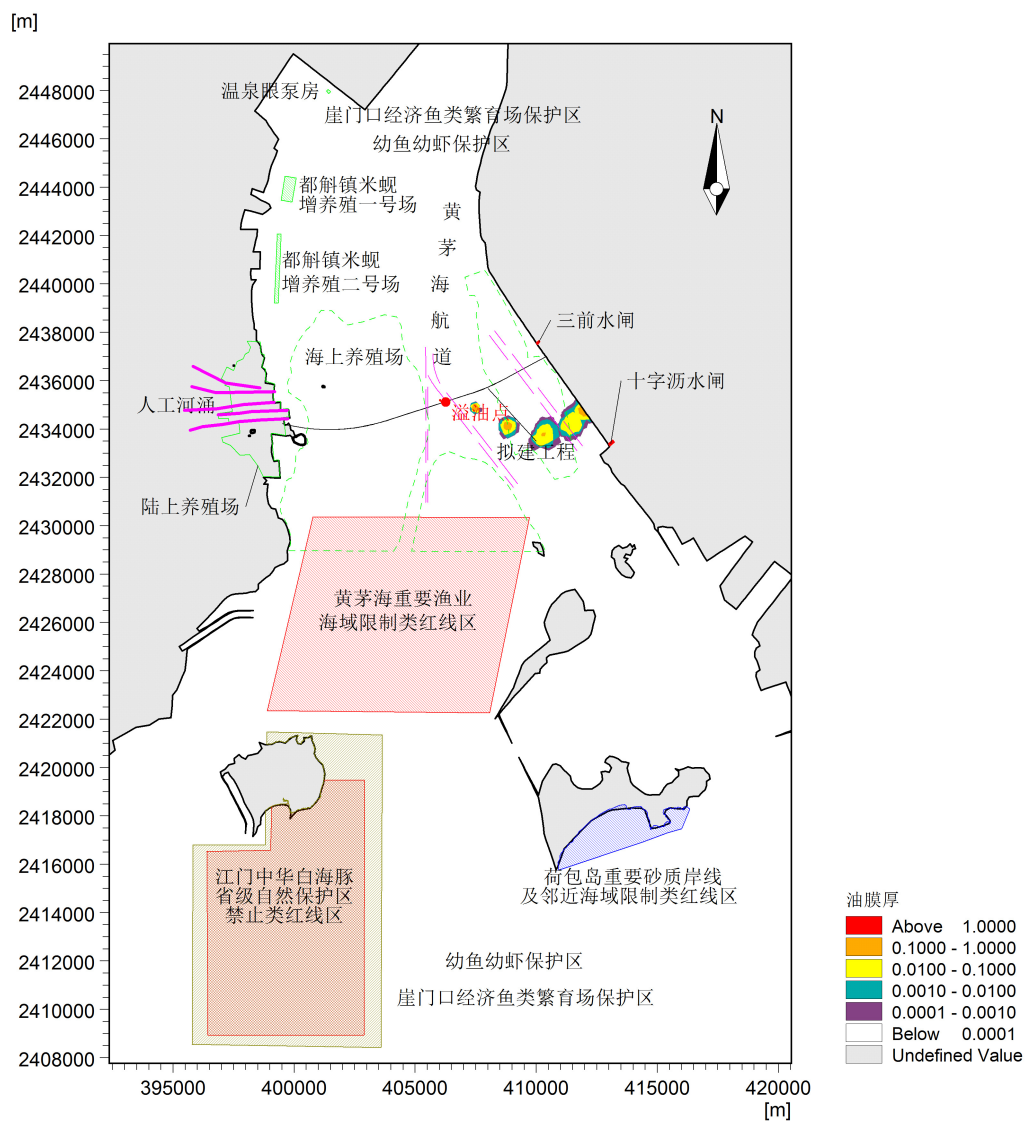 [m]
2448000
2446000
2444000
2442000
2440000
2438000
2436000
2434000
2432000
2430000
2428000
2426000
2424000
2422000
2420000
2418000
2416000
2414000
2412000
2410000
2408000
温泉眼泵房
崖门口经济鱼类繁育场保护区
幼鱼幼虾保护区
N
都斛镇米蚬
增养殖一号场
黄
茅
海
航
道
都斛镇米蚬
增养殖二号场
三前水闸
海上养殖场
十字沥水闸
人工河涌
溢油点
拟建工程
陆上养殖场
黄茅海重要渔业
海域限制类红线区
江门中华白海豚
省级自然保护区
禁止类红线区
荷包岛重要砂质岸线
及邻近海域限制类红线区
幼鱼幼虾保护区
崖门口经济鱼类繁育场保护区
油膜厚
Above 1.0000
0.1000 - 1.0000
0.0100 - 0.1000
0.0010 - 0.0100
0.0001 - 0.0010
Below 0.0001
Undefined Value
395000 400000 405000 410000 415000 420000
[m]